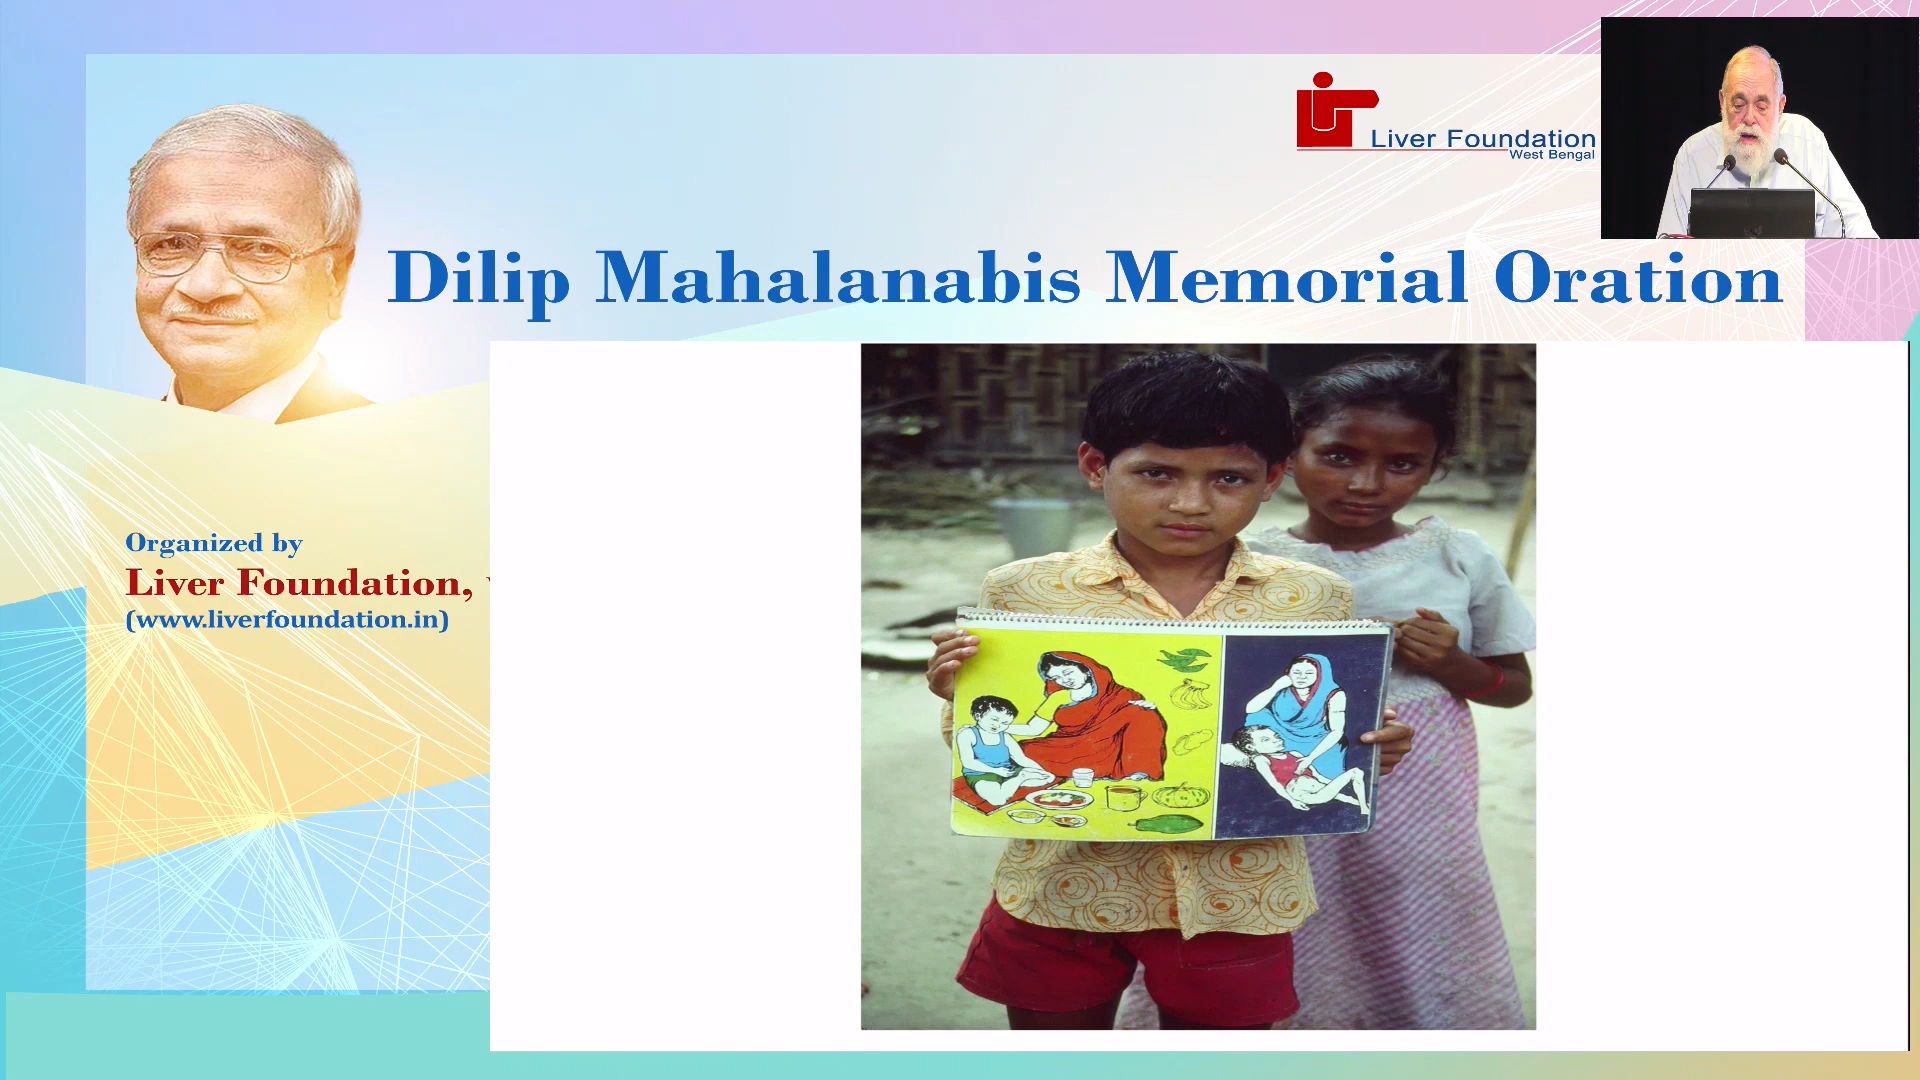 Liver Foundation
West Bengal
Dilip Mahalanabis Memorial Oration
Organized by
Liver Foundation,
(www.liverfoundation.in)